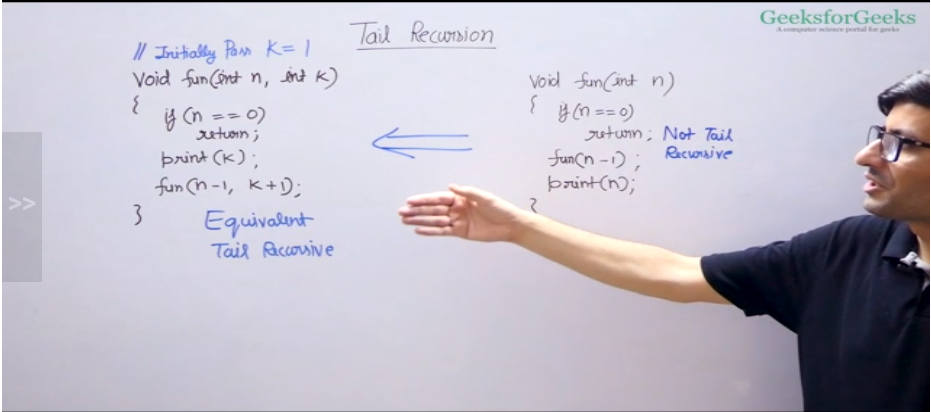 GeeksforGeeks
A computer science portal for geeks
Tail Recursion
// Initially Pass K = 1
Void fun(int n, int k)
{
if (n == 0)
return;
print(k);
fun(n-1, k+1);
}
Equivalent
Tail Recursive
void fun(int n)
{
if (n == 0)
return; Not Tail
Recursive
fun(n-1);
print(n);
}
>>